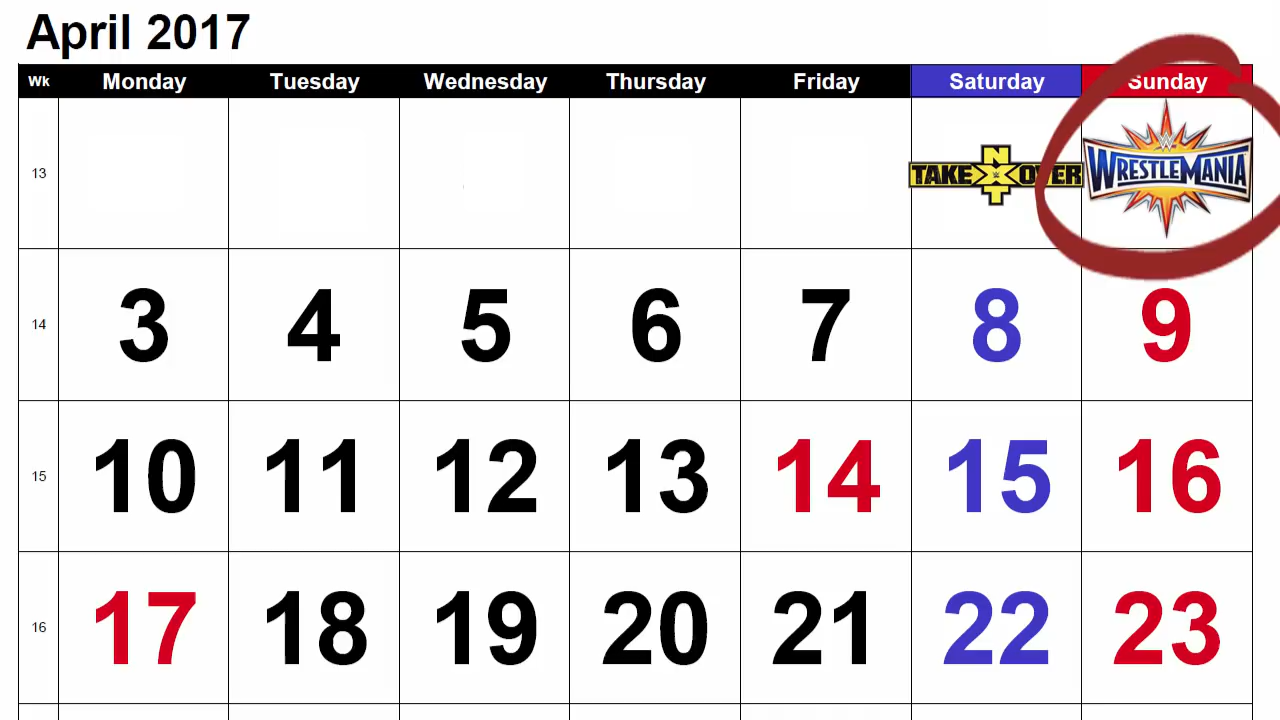 April 2017
Wk Monday Tuesday Wednesday Thursday Friday Saturday Sunday
13 NXT TAKEOVER W WRESTLEMANIA
14 3 4 5 6 7 8 9
15 10 11 12 13 14 15 16
16 17 18 19 20 21 22 23